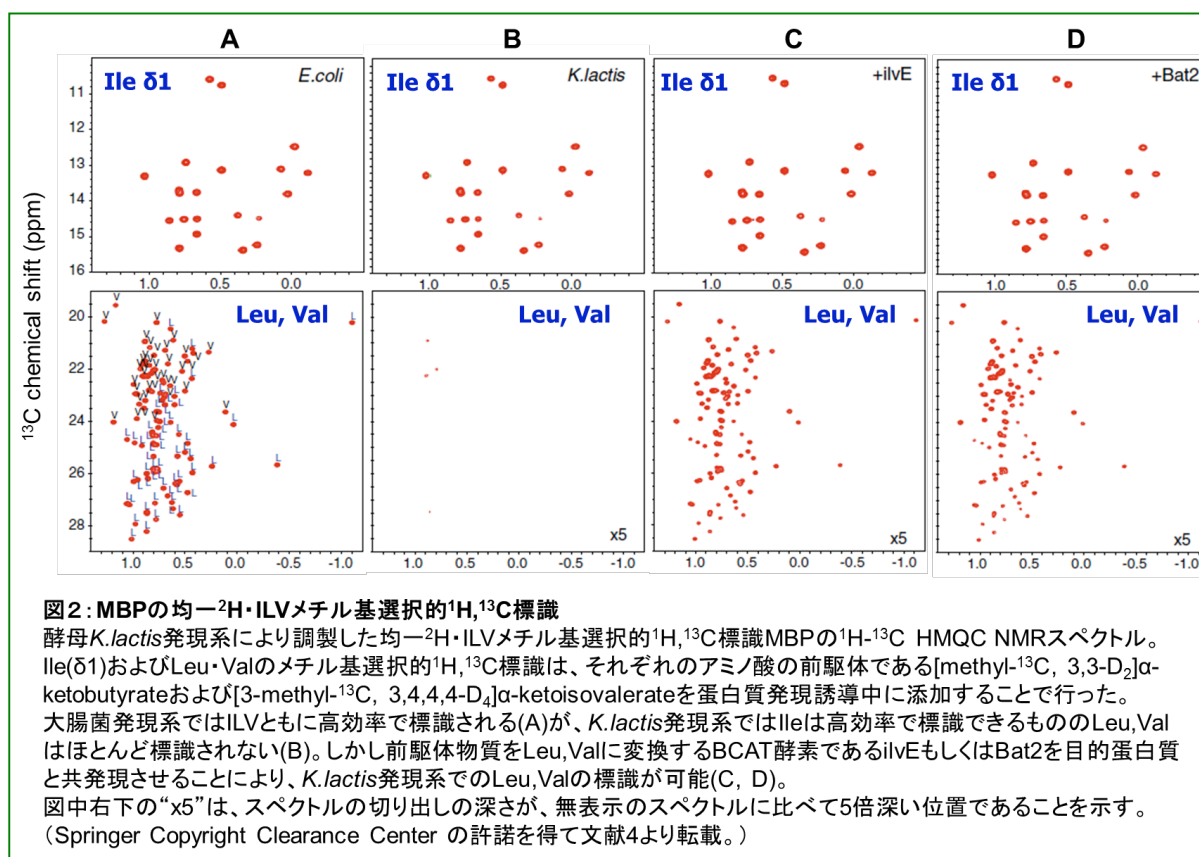 A B C D
Ile δ1 E.coli
Ile δ1 K.lactis
Ile δ1 +ilvE
Ile δ1 +Bat2
11
12
13
14
15
16
1.0 0.5 0.0
1.0 0.5 0.0
1.0 0.5 0.0
1.0 0.5 0.0
¹³C chemical shift (ppm)
Leu, Val
Leu, Val
Leu, Val
Leu, Val
20
22
24
26
28
x5
x5
x5
1.0 0.5 0.0 -0.5 -1.0
1.0 0.5 0.0 -0.5 -1.0
1.0 0.5 0.0 -0.5 -1.0
1.0 0.5 0.0 -0.5 -1.0
図2:MBPの均一²H・ILVメチル基選択的¹H,¹³C標識
酵母K.lactis発現系により調製した均一²H・ILVメチル基選択的¹H,¹³C標識MBPの¹H-¹³C HMQC NMRスペクトル。
Ile(δ1)およびLeu・Valのメチル基選択的¹H,¹³C標識は、それぞれのアミノ酸の前駆体である[methyl-¹³C, 3,3-D₂]α-
ketobutyrateおよび[3-methyl-¹³C, 3,4,4,4-D₄]α-ketoisovalerateを蛋白質発現誘導中に添加することで行った。
大腸菌発現系ではILVともに高効率で標識される(A)が、K.lactis発現系ではIleは高効率で標識できるもののLeu,Val
はほとんど標識されない(B)。しかし前駆体物質をLeu,Valに変換するBCAT酵素であるilvEもしくはBat2を目的蛋白質
と共発現させることにより、K.lactis発現系でのLeu,Valの標識が可能(C, D)。
図中右下の“x5”は、スペクトルの切り出しの深さが、無表示のスペクトルに比べて5倍深い位置であることを示す。
(Springer Copyright Clearance Center の許諾を得て文献4より転載。)